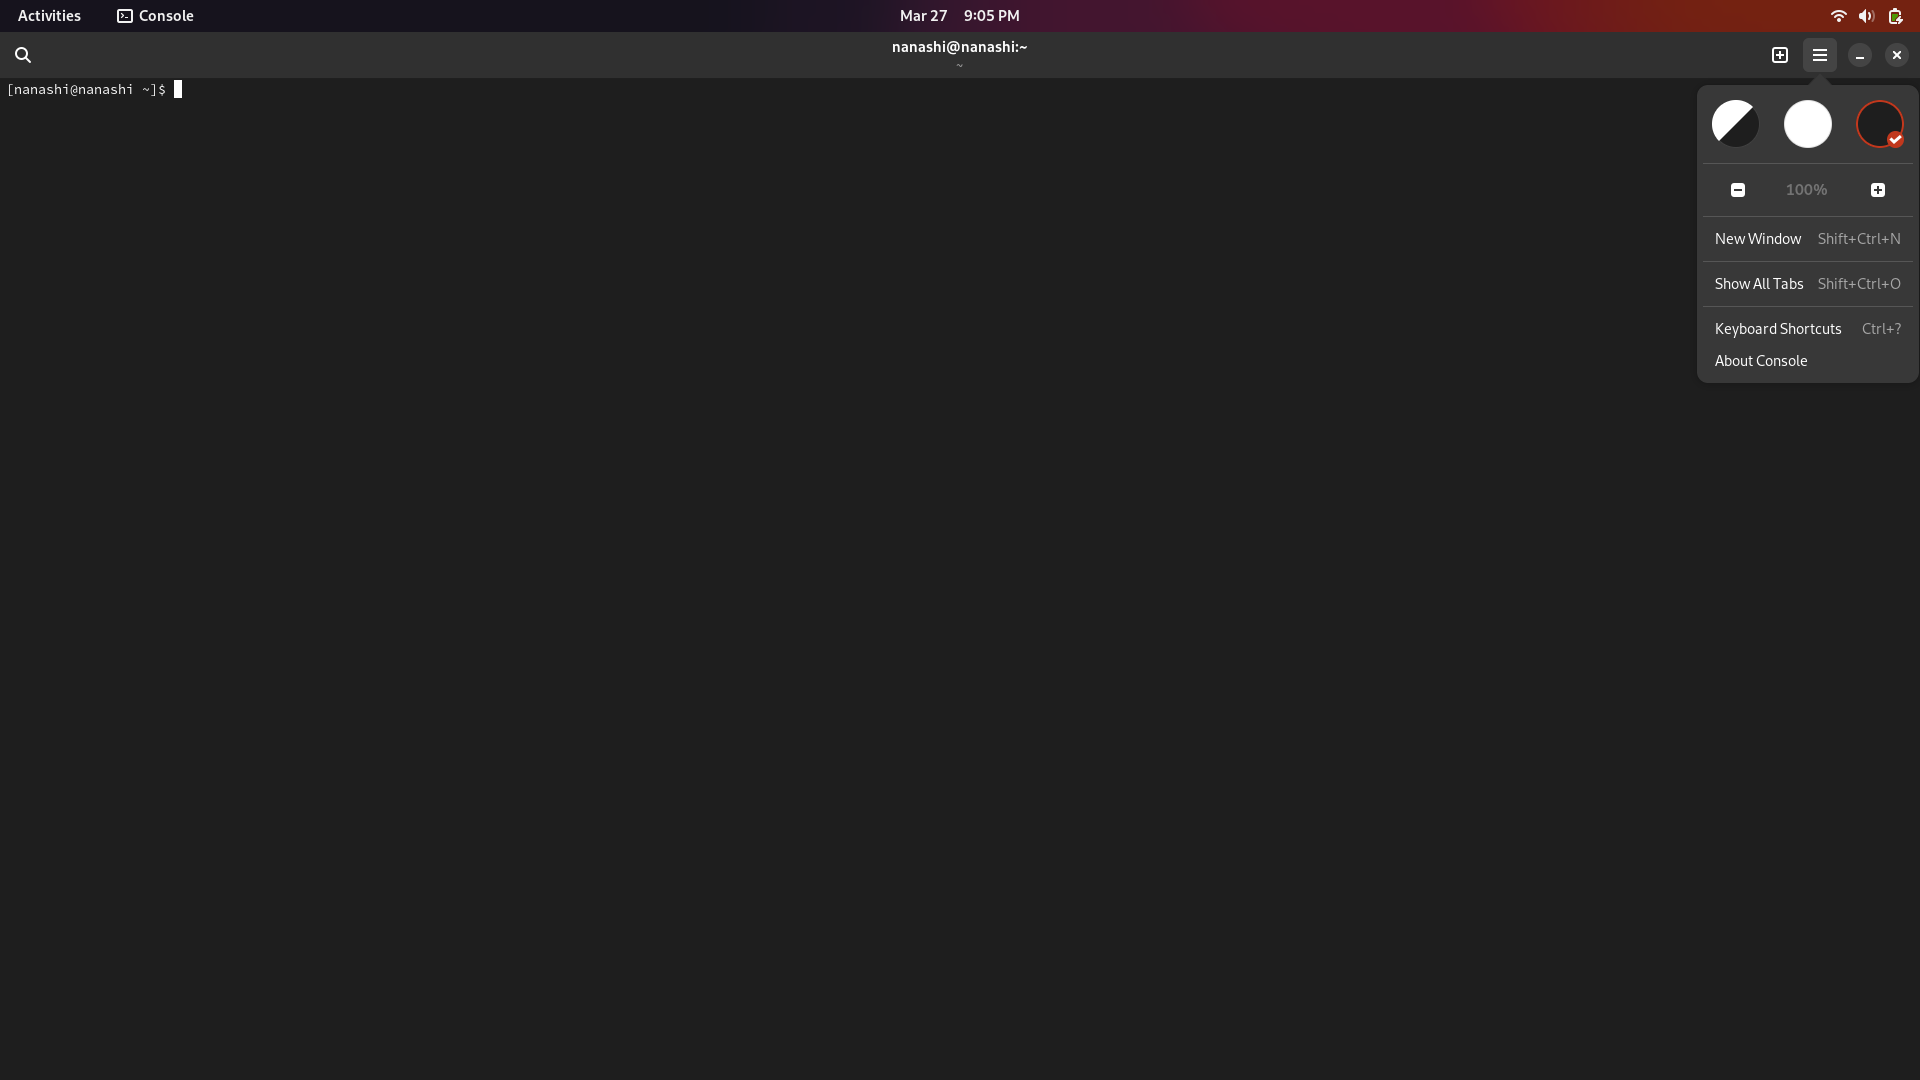 Activities Console Mar 27 9:05 PM
nanashi@nanashi:~
~
[nanashi@nanashi ~]$
100%
New Window Shift+Ctrl+N
Show All Tabs Shift+Ctrl+O
Keyboard Shortcuts Ctrl+?
About Console